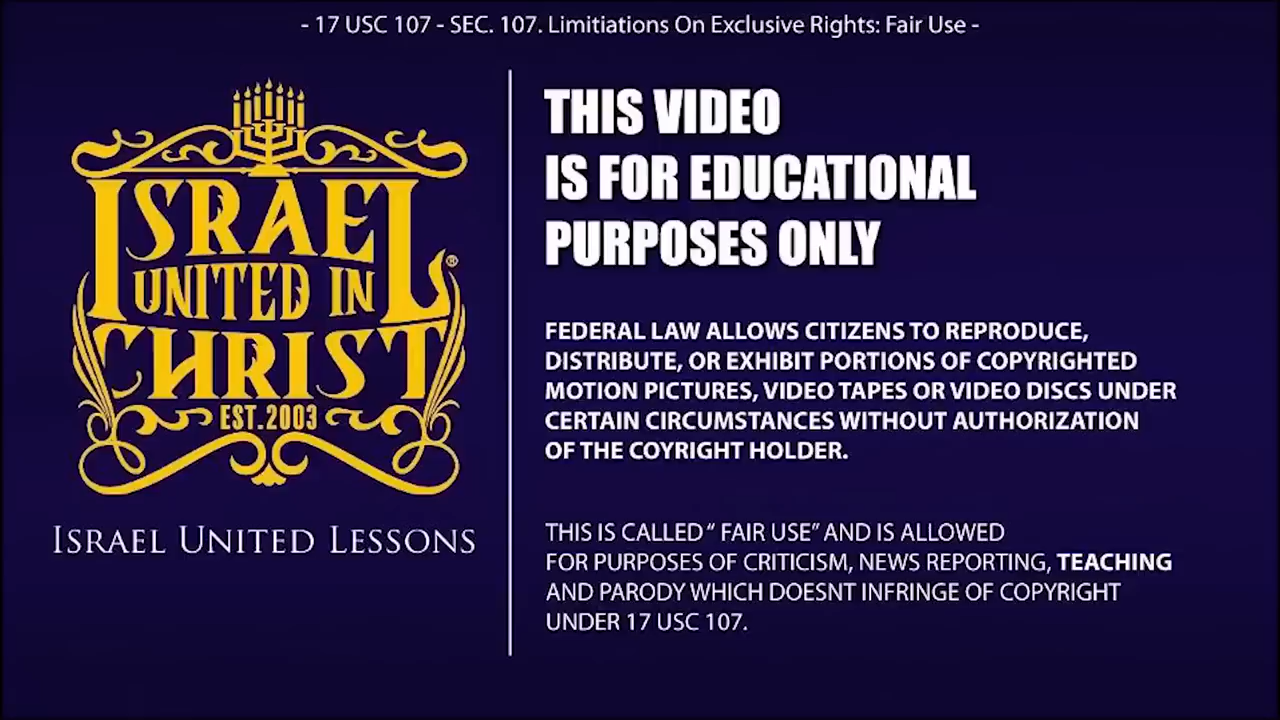 - 17 USC 107 - SEC. 107. Limitiations On Exclusive Rights: Fair Use -
ISRAEL
UNITED IN
CHRIST
®
EST.2003
ISRAEL UNITED LESSONS
THIS VIDEO
IS FOR EDUCATIONAL
PURPOSES ONLY
FEDERAL LAW ALLOWS CITIZENS TO REPRODUCE,
DISTRIBUTE, OR EXHIBIT PORTIONS OF COPYRIGHTED
MOTION PICTURES, VIDEO TAPES OR VIDEO DISCS UNDER
CERTAIN CIRCUMSTANCES WITHOUT AUTHORIZATION
OF THE COYRIGHT HOLDER.
THIS IS CALLED “ FAIR USE” AND IS ALLOWED
FOR PURPOSES OF CRITICISM, NEWS REPORTING, TEACHING
AND PARODY WHICH DOESNT INFRINGE OF COPYRIGHT
UNDER 17 USC 107.